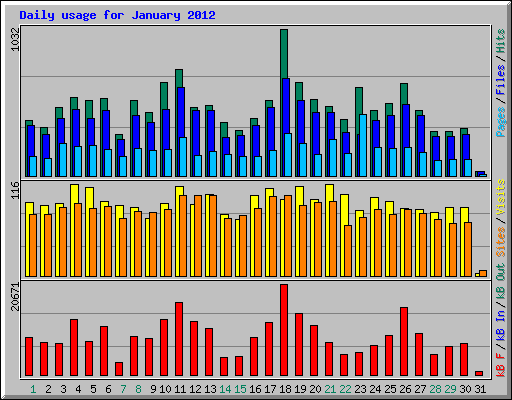 Daily usage for January 2012
1032
Pages / Files / Hits
116
Sites / Visits
20671
kB F / kB In / kB Out
1 2 3 4 5 6 7 8 9 10 11 12 13 14 15 16 17 18 19 20 21 22 23 24 25 26 27 28 29 30 31